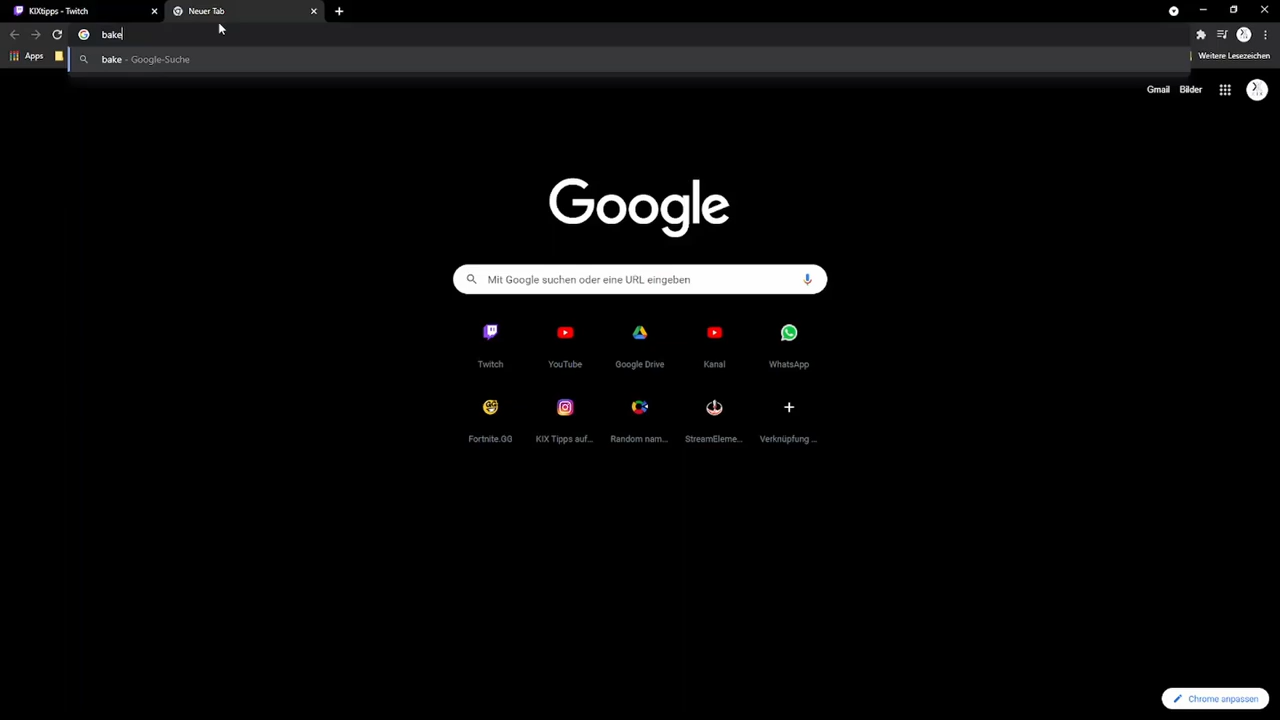 KIXtipps - Twitch
Neuer Tab
bake
Apps
bake - Google-Suche
Weitere Lesezeichen
Gmail
Bilder
Google
Mit Google suchen oder eine URL eingeben
Twitch
YouTube
Google Drive
Kanal
WhatsApp
Fortnite.GG
KIX Tipps auf...
Random nam...
StreamEleme...
Verknüpfung ...
Chrome anpassen